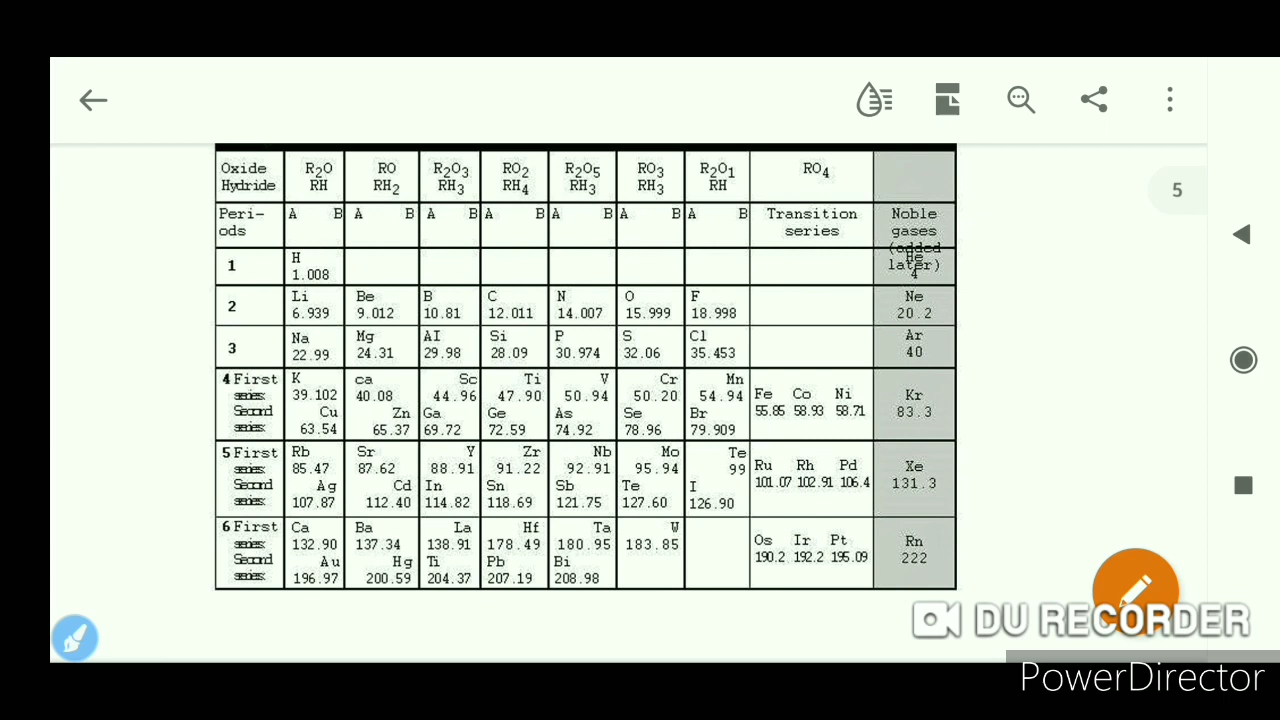 5
Oxide R2O RO R2O3 RO2 R2O5 RO3 R2O1 RO4
Hydride RH RH2 RH3 RH4 RH3 RH3 RH
Peri- A B A B A B A B A B A B A B Transition Noble
ods series gases
(added
later)
1 H He
1.008 4
2 Li Be B C N O F Ne
6.939 9.012 10.81 12.011 14.007 15.999 18.998 20.2
3 Na Mg AI Si P S Cl Ar
22.99 24.31 29.98 28.09 30.974 32.06 35.453 40
4 First K ca Sc Ti V Cr Mn Fe Co Ni Kr
series: 39.102 40.08 44.96 47.90 50.94 50.20 54.94 55.85 58.93 58.71 83.3
Second Cu Zn Ga Ge As Se Br
series: 63.54 65.37 69.72 72.59 74.92 78.96 79.909
5 First Rb Sr Y Zr Nb Mo Te Ru Rh Pd Xe
series: 85.47 87.62 88.91 91.22 92.91 95.94 99 101.07 102.91 106.4 131.3
Second Ag Cd In Sn Sb Te I
series: 107.87 112.40 114.82 118.69 121.75 127.60 126.90
6 First Ca Ba La Hf Ta W Os Ir Pt Rn
series: 132.90 137.34 138.91 178.49 180.95 183.85 190.2 192.2 195.09 222
Second Au Hg Ti Pb Bi
series: 196.97 200.59 204.37 207.19 208.98
DU RECORDER
PowerDirector